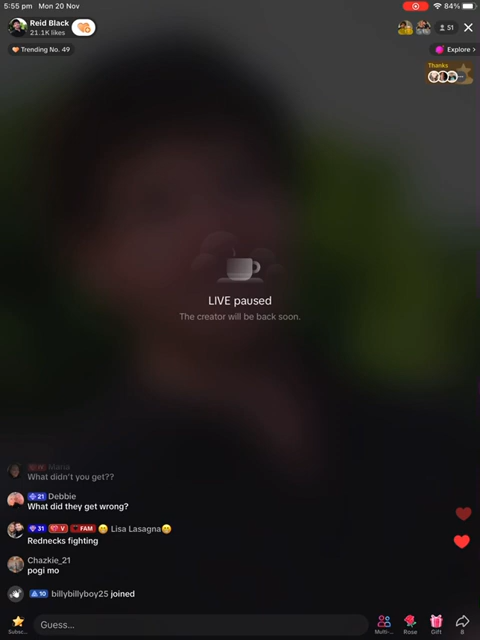 5:55 pm Mon 20 Nov
84%
Reid Black
21.1K likes
51
Trending No. 49
Explore >
Thanks
LIVE paused
The creator will be back soon.
Maria
What didn't you get??
21 Debbie
What did they get wrong?
31 V FAM 😁 Lisa Lasagna😁
Rednecks fighting
Chazkie_21
pogi mo
10 billybillyboy25 joined
Subsc...
Guess...
Multi-...
Rose
Gift
8